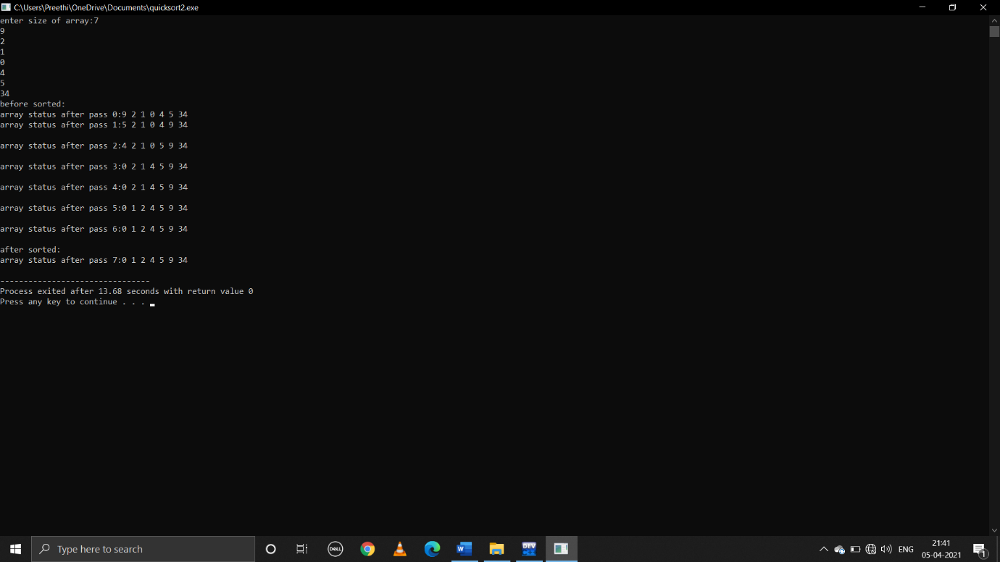 C:\Users\Preethi\OneDrive\Documents\quicksort2.exe
enter size of array:7
9
2
1
0
4
5
34
before sorted:
array status after pass 0:9 2 1 0 4 5 34
array status after pass 1:5 2 1 0 4 9 34
array status after pass 2:4 2 1 0 5 9 34
array status after pass 3:0 2 1 4 5 9 34
array status after pass 4:0 2 1 4 5 9 34
array status after pass 5:0 1 2 4 5 9 34
array status after pass 6:0 1 2 4 5 9 34
after sorted:
array status after pass 7:0 1 2 4 5 9 34
--------------------------------
Process exited after 13.68 seconds with return value 0
Press any key to continue . . .
Type here to search
DELL
W
DEV
C++
ENG
21:41
05-04-2021
1